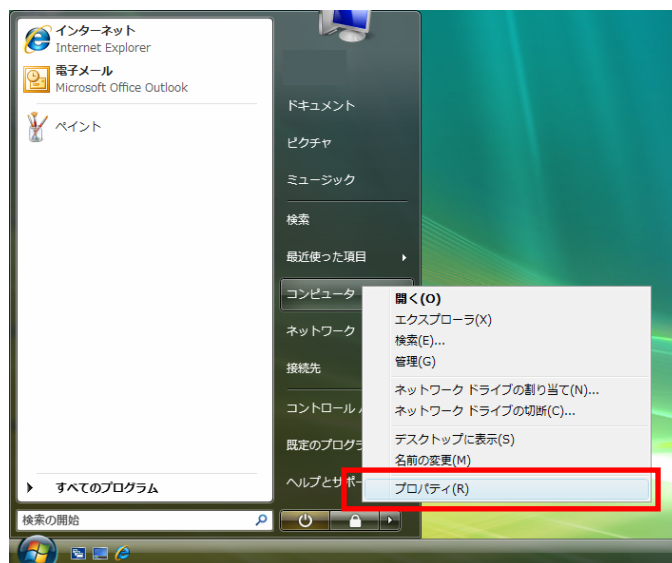 インターネット
Internet Explorer
電子メール
Microsoft Office Outlook
ペイント
すべてのプログラム
検索の開始
ドキュメント
ピクチャ
ミュージック
検索
最近使った項目
コンピュータ
ネットワーク
接続先
コントロール
既定のプログラ
ヘルプとサポー
開く(O)
エクスプローラ(X)
検索(E)...
管理(G)
ネットワーク ドライブの割り当て(N)...
ネットワーク ドライブの切断(C)...
デスクトップに表示(S)
名前の変更(M)
プロパティ(R)